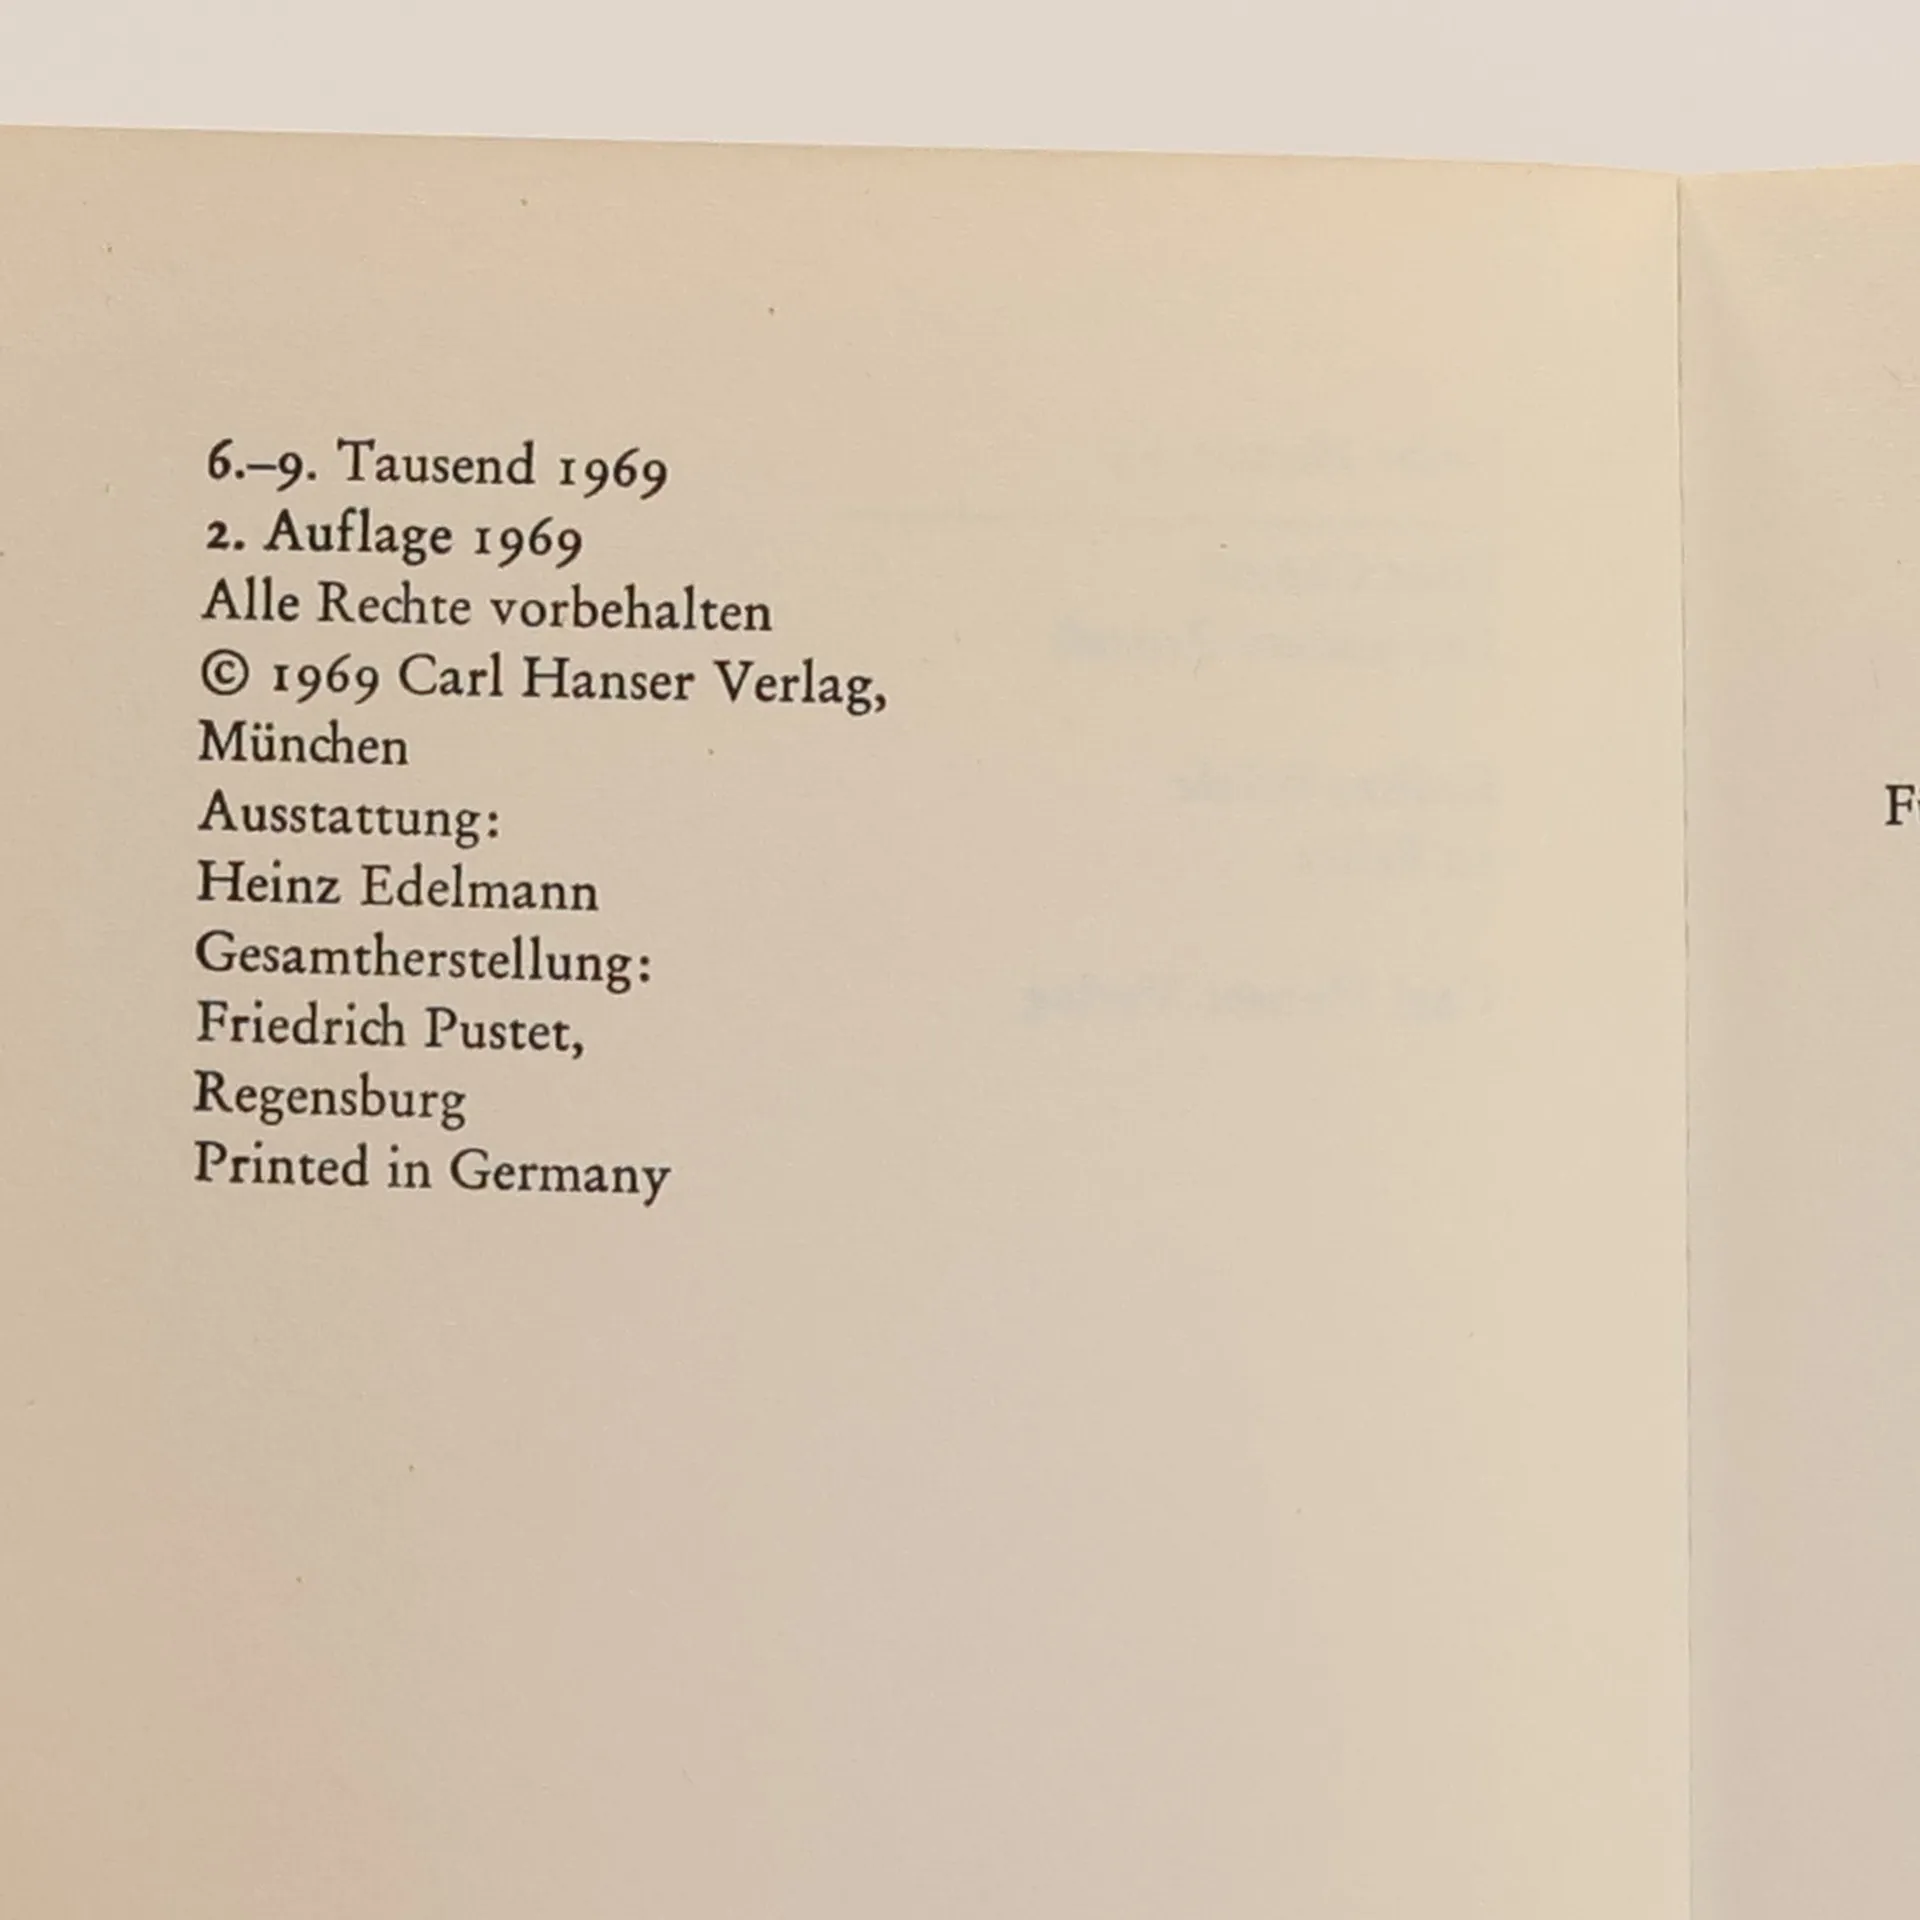 6.–9. Tausend 1969
2. Auflage 1969
Alle Rechte vorbehalten
© 1969 Carl Hanser Verlag,
München
Ausstattung:
Heinz Edelmann
Gesamtherstellung:
Friedrich Pustet,
Regensburg
Printed in Germany